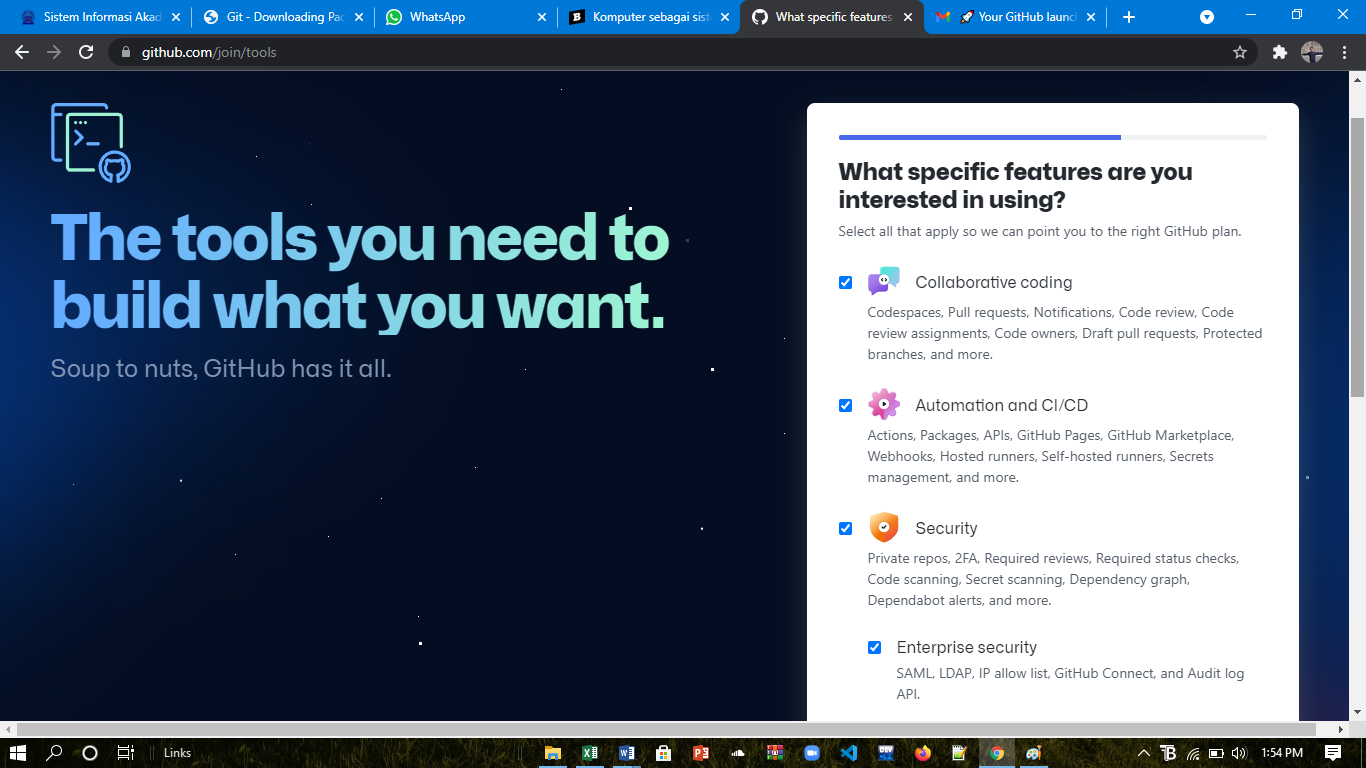 Sistem Informasi Akad
Git - Downloading Pac
WhatsApp
Komputer sebagai sist
What specific features
🚀 Your GitHub launc
github.com/join/tools
The tools you need to
build what you want.
Soup to nuts, GitHub has it all.
What specific features are you
interested in using?
Select all that apply so we can point you to the right GitHub plan.
Collaborative coding
Codespaces, Pull requests, Notifications, Code review, Code
review assignments, Code owners, Draft pull requests, Protected
branches, and more.
Automation and CI/CD
Actions, Packages, APIs, GitHub Pages, GitHub Marketplace,
Webhooks, Hosted runners, Self-hosted runners, Secrets
management, and more.
Security
Private repos, 2FA, Required reviews, Required status checks,
Code scanning, Secret scanning, Dependency graph,
Dependabot alerts, and more.
Enterprise security
SAML, LDAP, IP allow list, GitHub Connect, and Audit log
API.
Links
1:54 PM